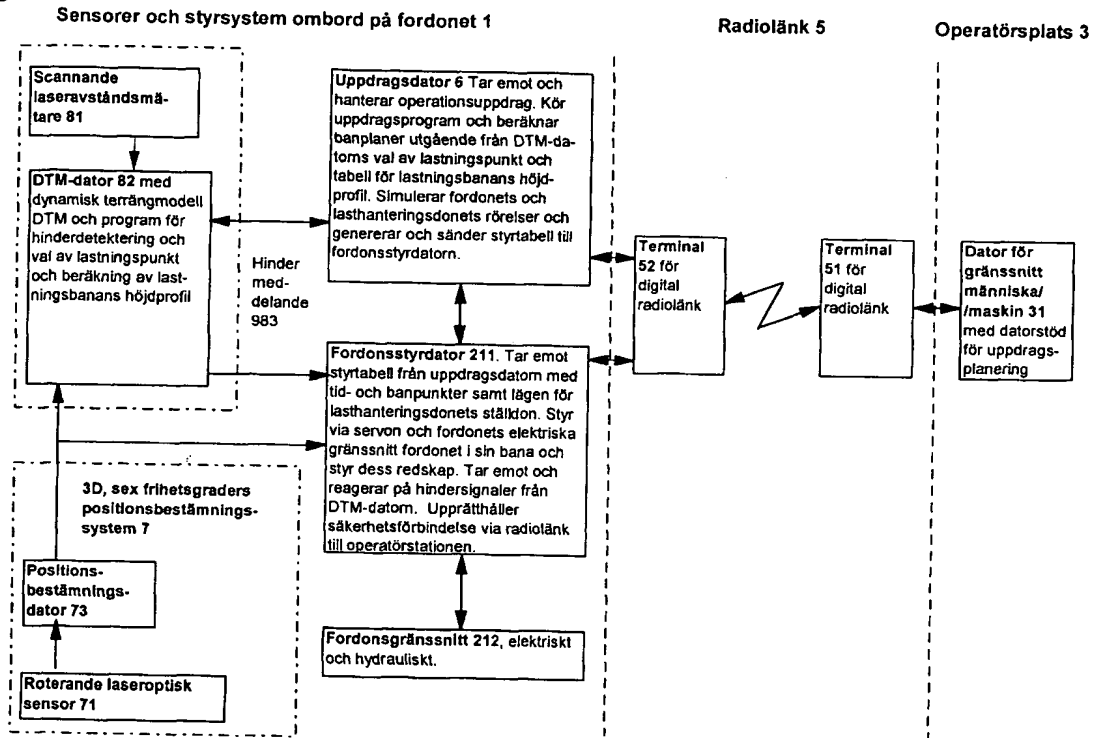 Sensorer och styrsystem ombord på fordonet 1
Radiolänk 5
Operatörsplats 3
Scannande
laseravståndsmä-
tare 81
DTM-dator 82 med
dynamisk terrängmodell
DTM och program för
hinderdetektering och
val av lastningspunkt
och beräkning av last-
ningsbanans höjdprofil
Hinder
med-
delande
983
Uppdragsdator 6 Tar emot och
hanterar operationsuppdrag. Kör
uppdragsprogram och beräknar
banplaner utgående från DTM-da-
torns val av lastningspunkt och
tabell för lastningsbanans höjd-
profil. Simulerar fordonets och
lasthanteringsdonets rörelser och
genererar och sänder styrtabell till
fordonsstyrdatorn.
Fordonsstyrdator 211. Tar emot
styrtabell från uppdragsdatorn med
tid- och banpunkter samt lägen för
lasthanteringsdonets ställdon. Styr
via servon och fordonets elektriska
gränssnitt fordonet i sin bana och
styr dess redskap. Tar emot och
reagerar på hindersignaler från
DTM-datorn. Upprätthåller
säkerhetsförbindelse via radiolänk
till operatörstationen.
Fordonsgränssnitt 212, elektriskt
och hydrauliskt.
3D, sex frihetsgraders
positionsbestämnings-
system 7
Positions-
bestämnings-
dator 73
Roterande laseroptisk
sensor 71
Terminal
52 för
digital
radiolänk
Terminal
51 för
digital
radiolänk
Dator för
gränssnitt
människa/
/maskin 31
med datorstöd
för uppdrags-
planering